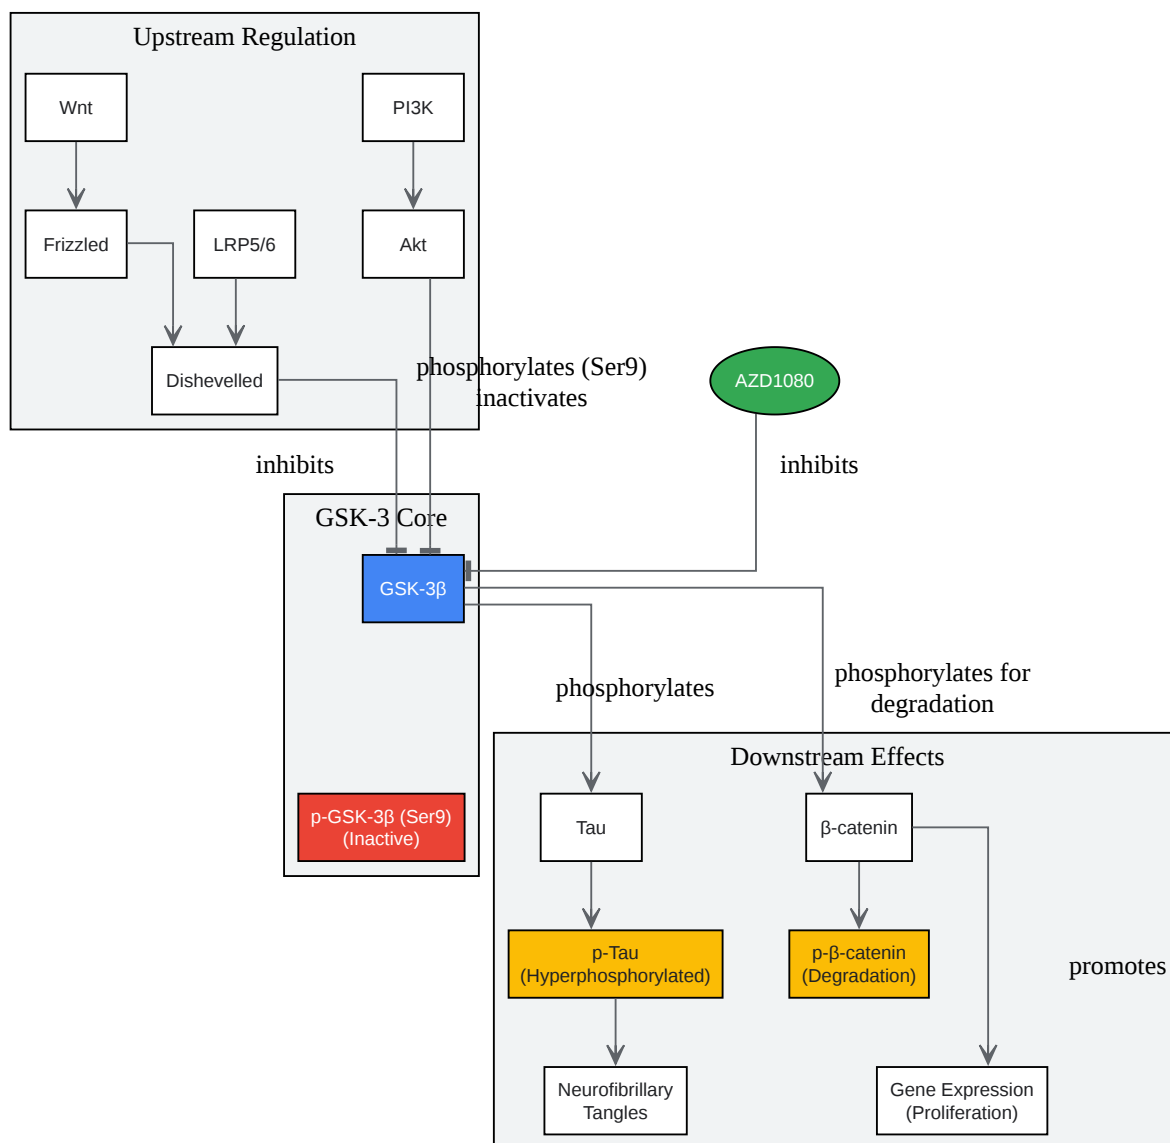 Upstream Regulation
Wnt
PI3K
Frizzled
LRP5/6
Akt
Dishevelled
phosphorylates (Ser9)
inactivates
AZD1080
inhibits
inhibits
GSK-3 Core
GSK-3β
phosphorylates
phosphorylates for
degradation
Downstream Effects
p-GSK-3β (Ser9)
(Inactive)
Tau
β-catenin
p-Tau
(Hyperphosphorylated)
p-β-catenin
(Degradation)
promotes
Neurofibrillary
Tangles
Gene Expression
(Proliferation)